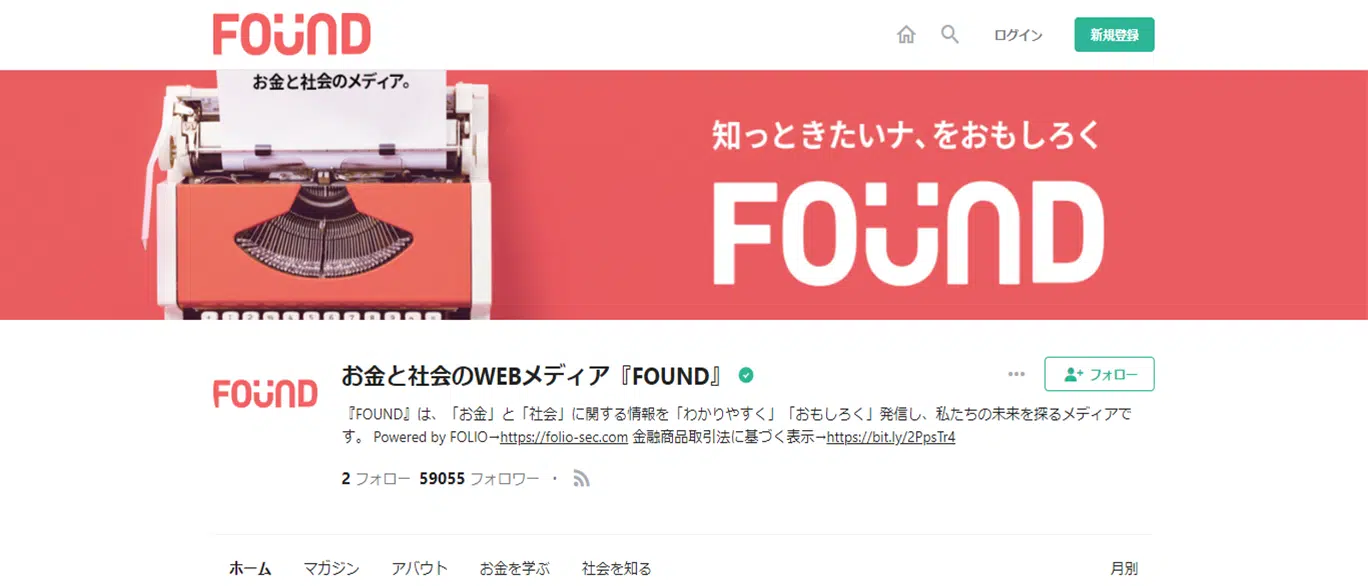 FOUND
ログイン
新規登録
お金と社会のメディア。
知っときたいナ、をおもしろく
FOUND
FOUND
お金と社会のWEBメディア『FOUND』
フォロー
『FOUND』は、「お金」と「社会」に関する情報を「わかりやすく」「おもしろく」発信し、私たちの未来を探るメディアで
す。 Powered by FOLIO→https://folio-sec.com 金融商品取引法に基づく表示→https://bit.ly/2PpsTr4
2 フォロー 59055 フォロワー ・
ホーム マガジン アバウト お金を学ぶ 社会を知る 月別